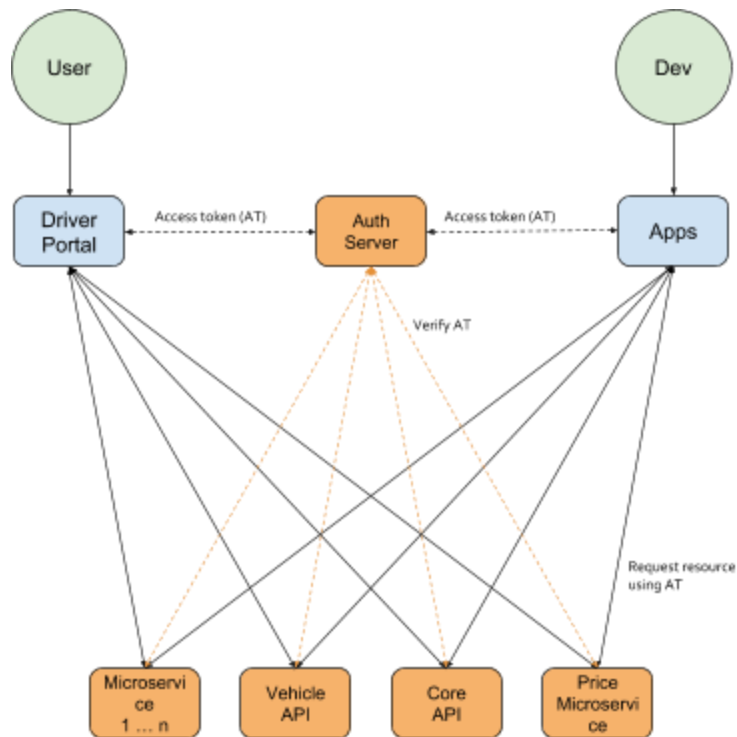 User
Dev
Driver
Portal
Access token (AT)
Auth
Server
Access token (AT)
Apps
Verify AT
Request resource
using AT
Microservi
ce
1 ... n
Vehicle
API
Core
API
Price
Microservi
ce